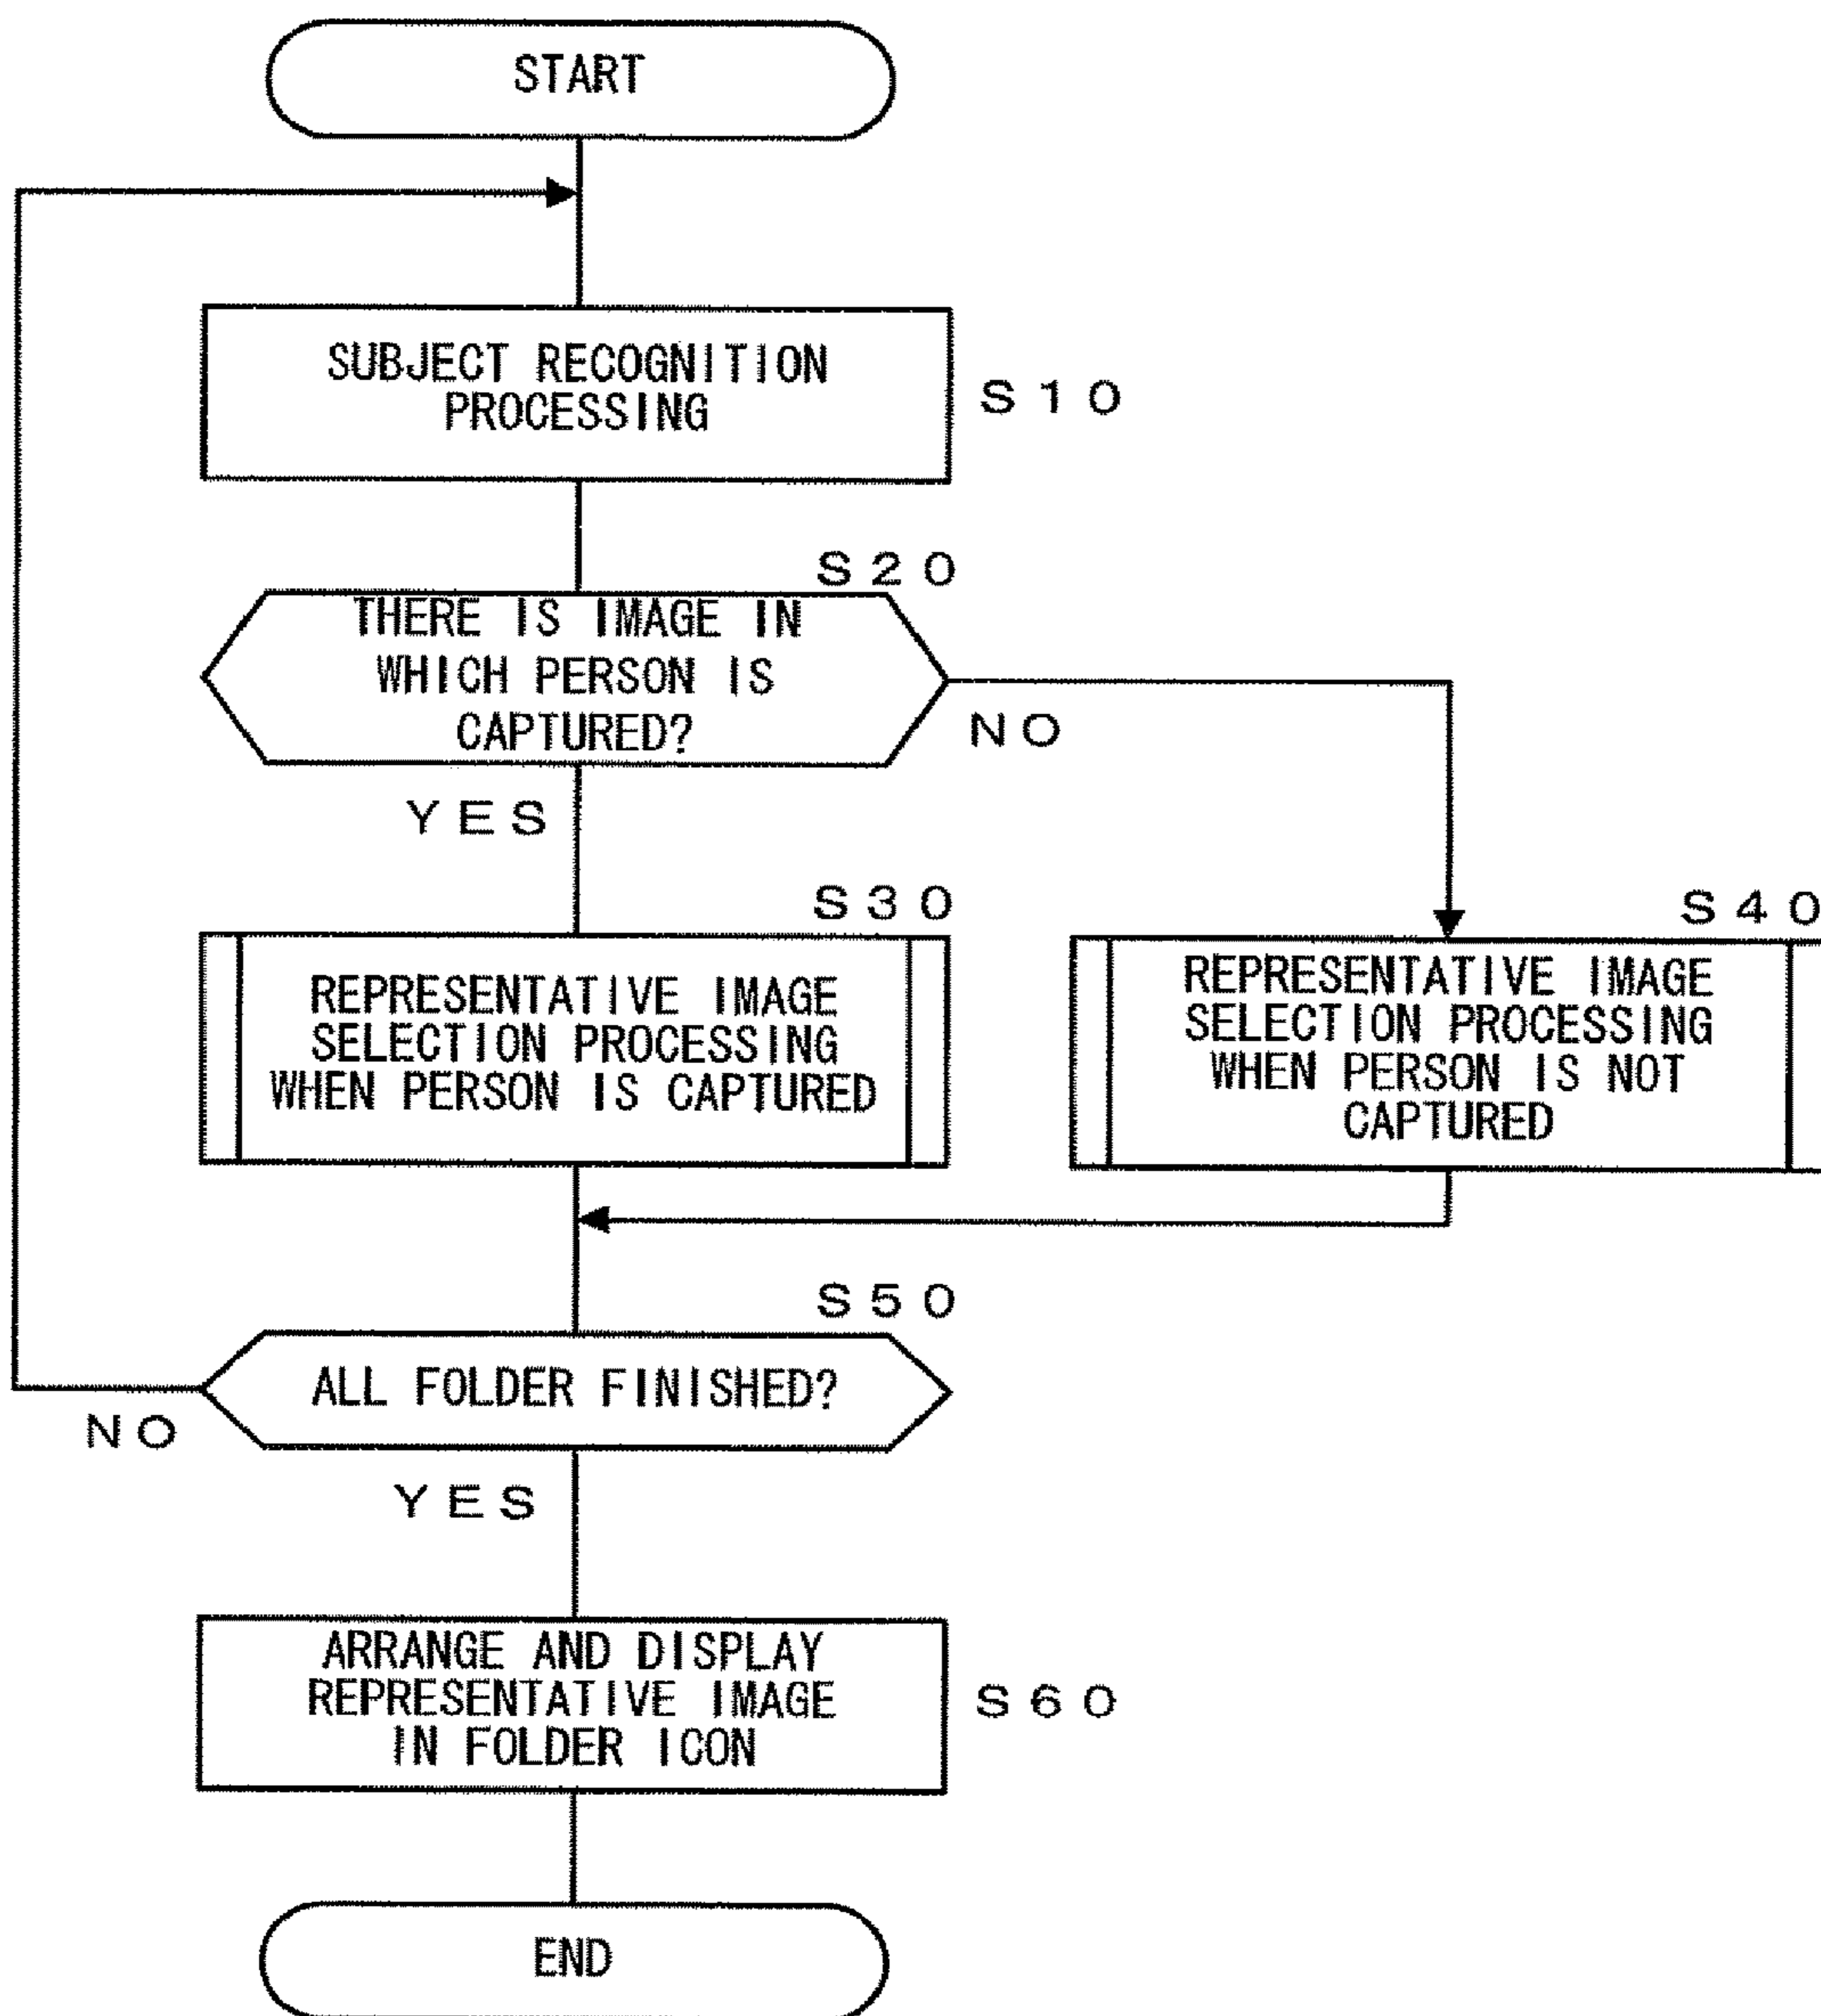 START
SUBJECT RECOGNITION
PROCESSING
S10
S20
THERE IS IMAGE IN
WHICH PERSON IS
CAPTURED?
NO
YES
S30
REPRESENTATIVE IMAGE
SELECTION PROCESSING
WHEN PERSON IS CAPTURED
S40
REPRESENTATIVE IMAGE
SELECTION PROCESSING
WHEN PERSON IS NOT
CAPTURED
S50
ALL FOLDER FINISHED?
NO
YES
ARRANGE AND DISPLAY
REPRESENTATIVE IMAGE
IN FOLDER ICON
S60
END